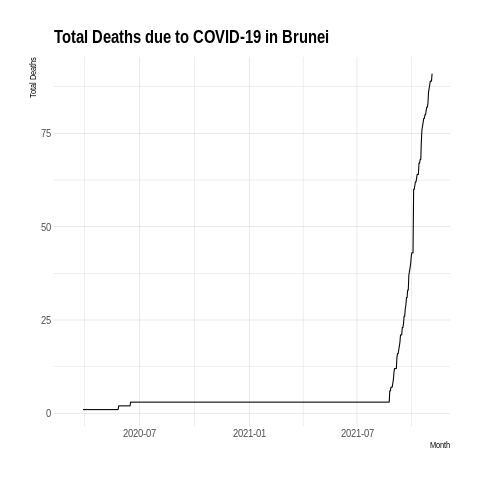 Total Deaths due to COVID-19 in Brunei
Total Deaths
75
50
25
0
2020-07
2021-01
2021-07
Month